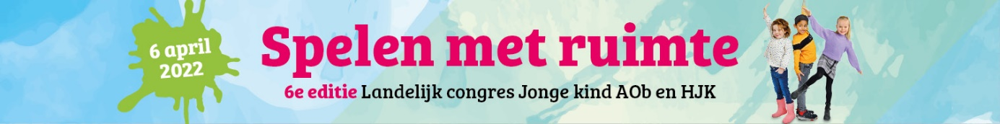 6 april
2022
Spelen met ruimte
6e editie Landelijk congres Jonge kind AOb en HJK